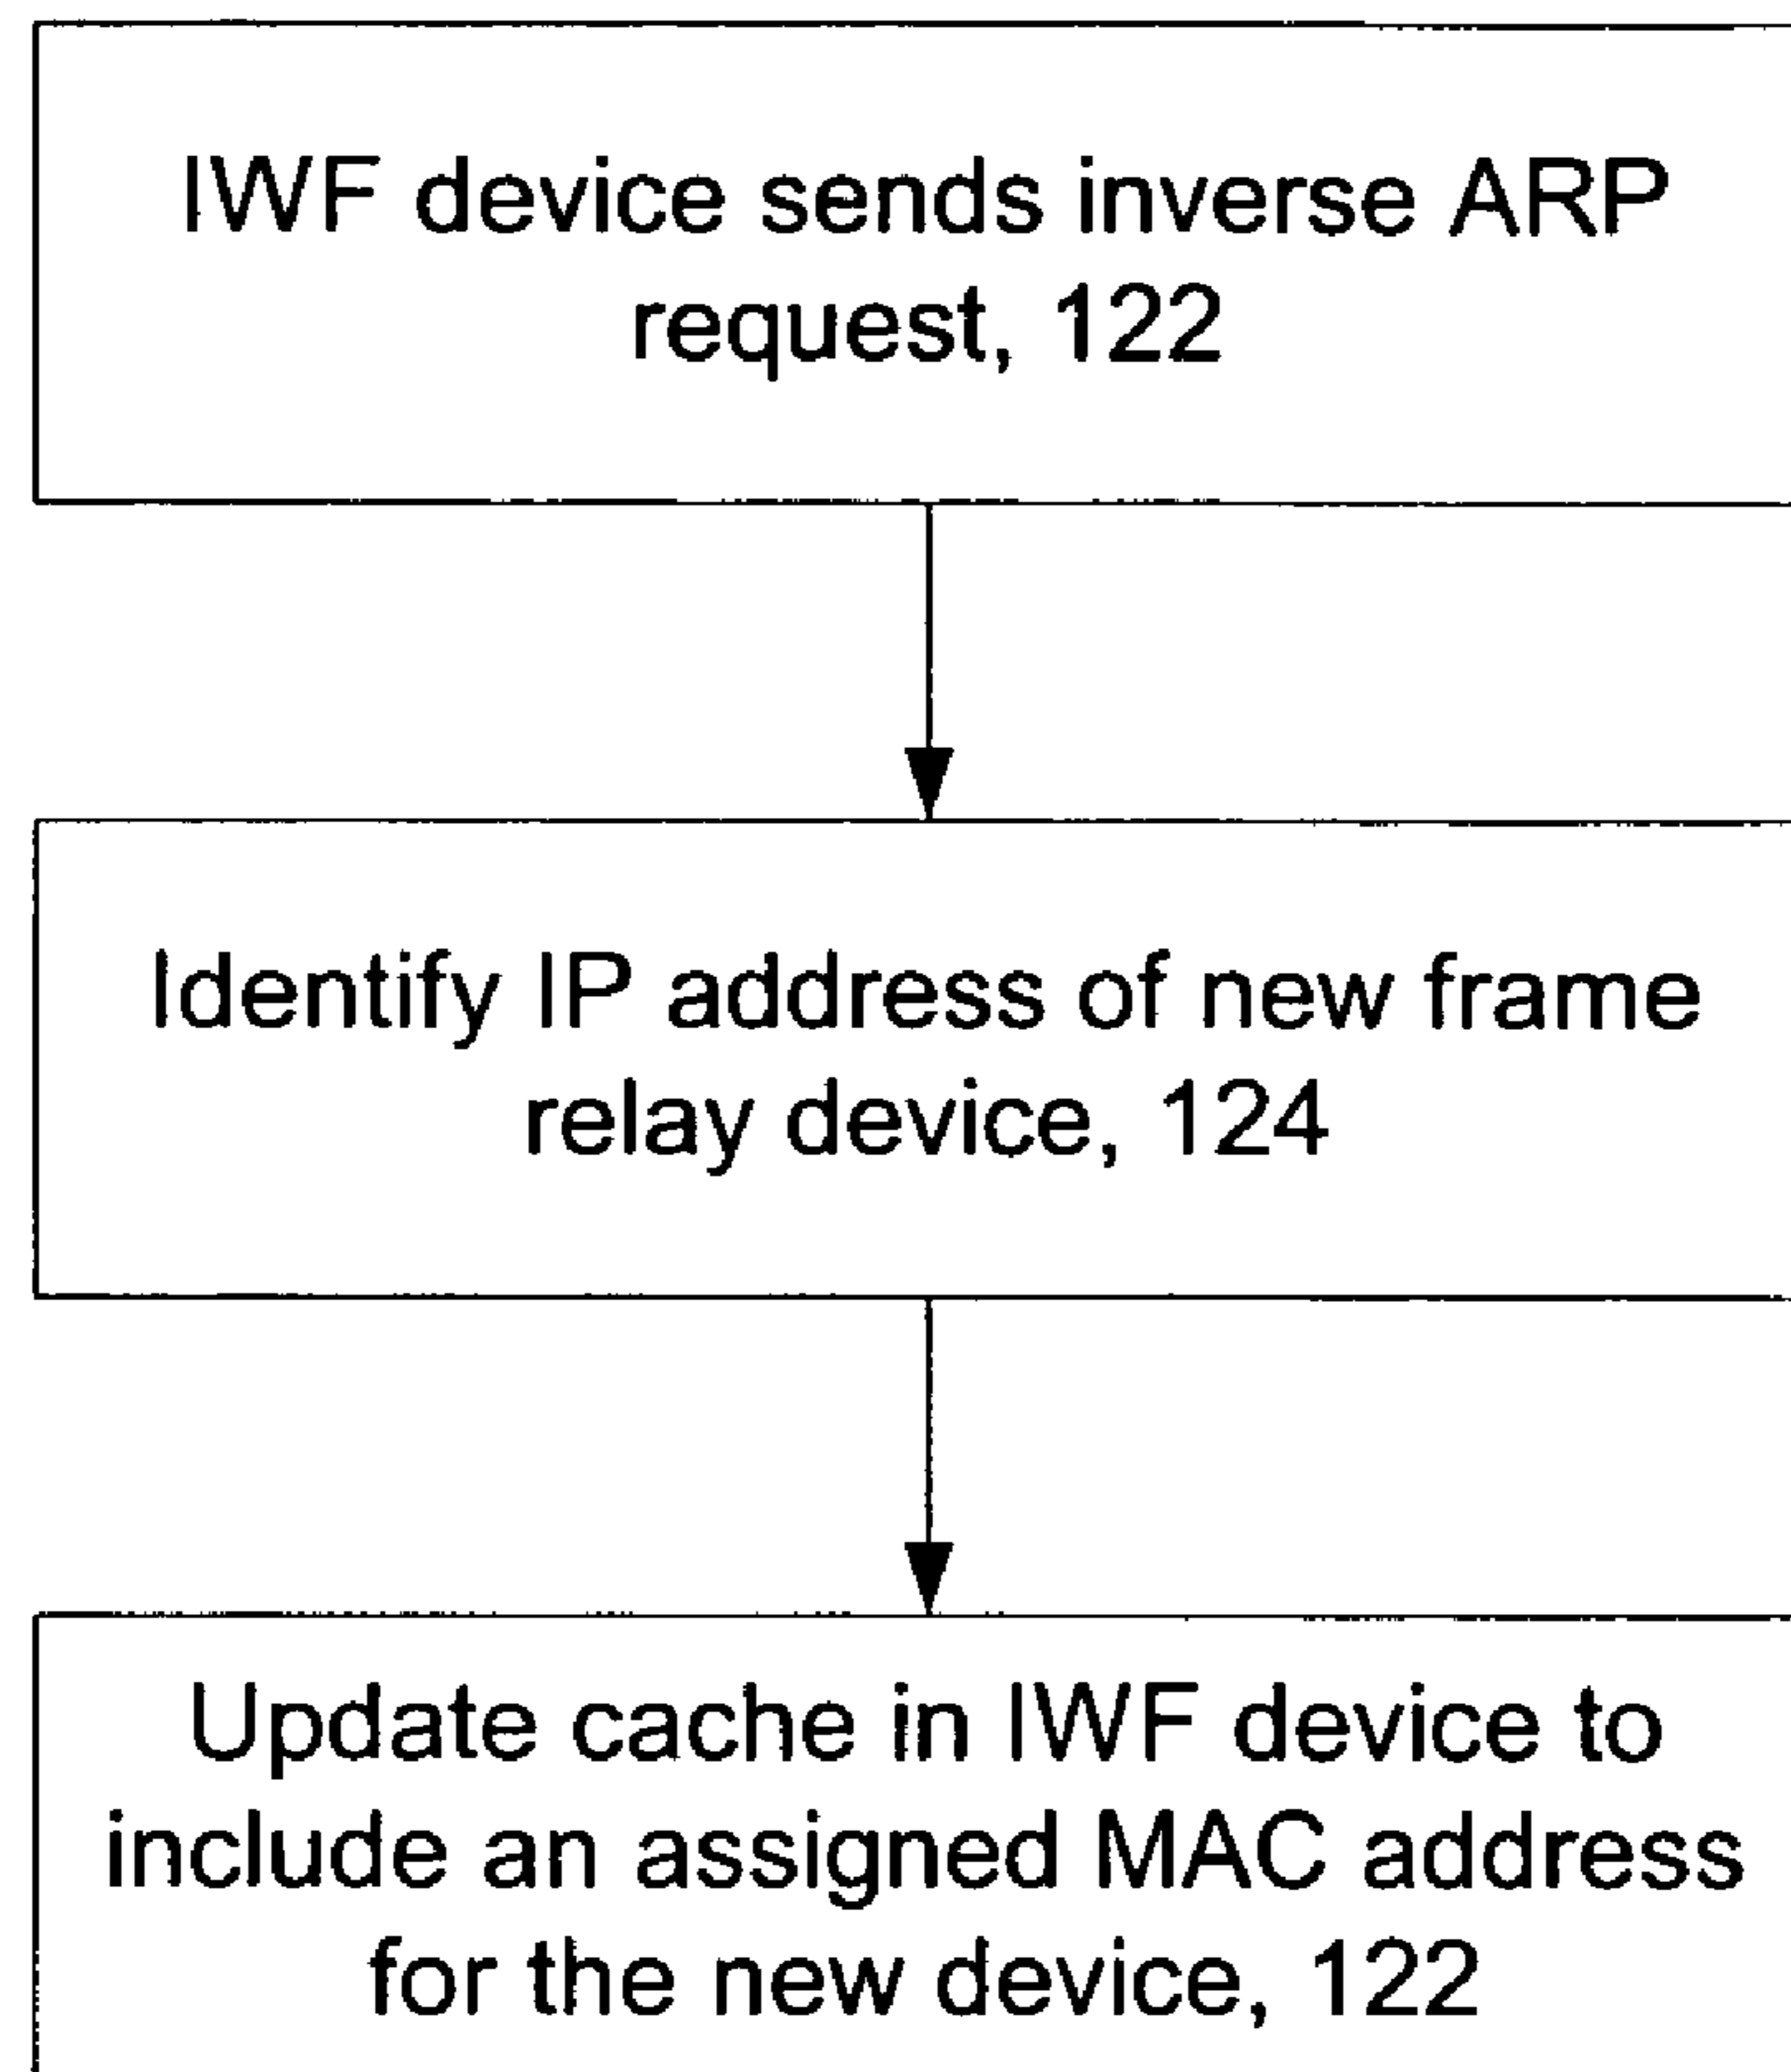 IWF device sends inverse ARP
request, 122
Identify IP address of new frame
relay device, 124
Update cache in IWF device to
include an assigned MAC address
for the new device, 122